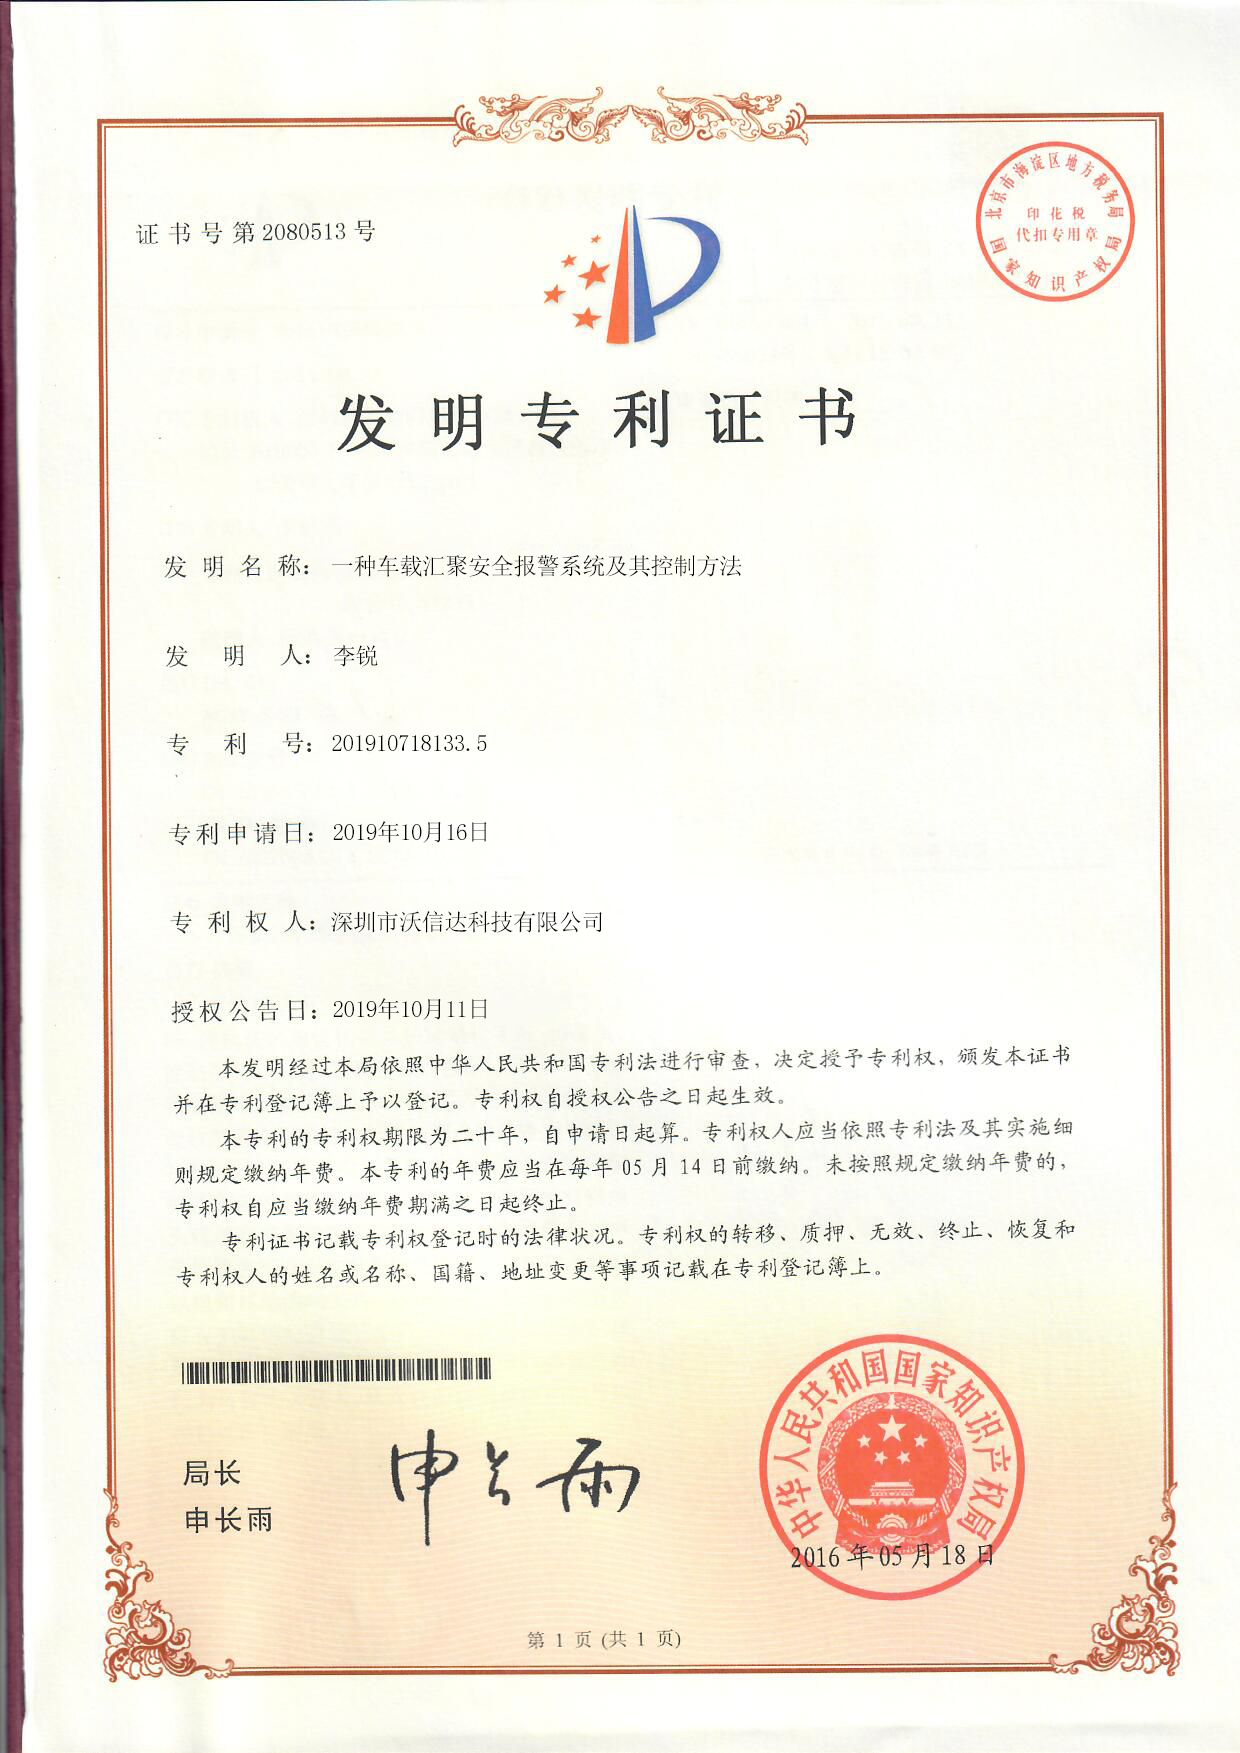 证书号第2080513号
北京市海淀区地方税务局
印花税
代扣专用章
国家知识产权局
发明专利证书
发明名称：一种车载汇聚安全报警系统及其控制方法
发明人：李锐
专利号：201910718133.5
专利申请日：2019年10月16日
专利权人：深圳市沃信达科技有限公司
授权公告日：2019年10月11日
本发明经过本局依照中华人民共和国专利法进行审查，决定授予专利权，颁发本证书
并在专利登记簿上予以登记。专利权自授权公告之日起生效。
本专利的专利权期限为二十年，自申请日起算。专利权人应当依照专利法及其实施细
则规定缴纳年费。本专利的年费应当在每年05月14日前缴纳。未按照规定缴纳年费的，
专利权自应当缴纳年费期满之日起终止。
专利证书记载专利权登记时的法律状况。专利权的转移、质押、无效、终止、恢复和
专利权人的姓名或名称、国籍、地址变更等事项记载在专利登记簿上。
局长
申长雨
申长雨
中华人民共和国国家知识产权局
2016年05月18日
第1页(共1页)